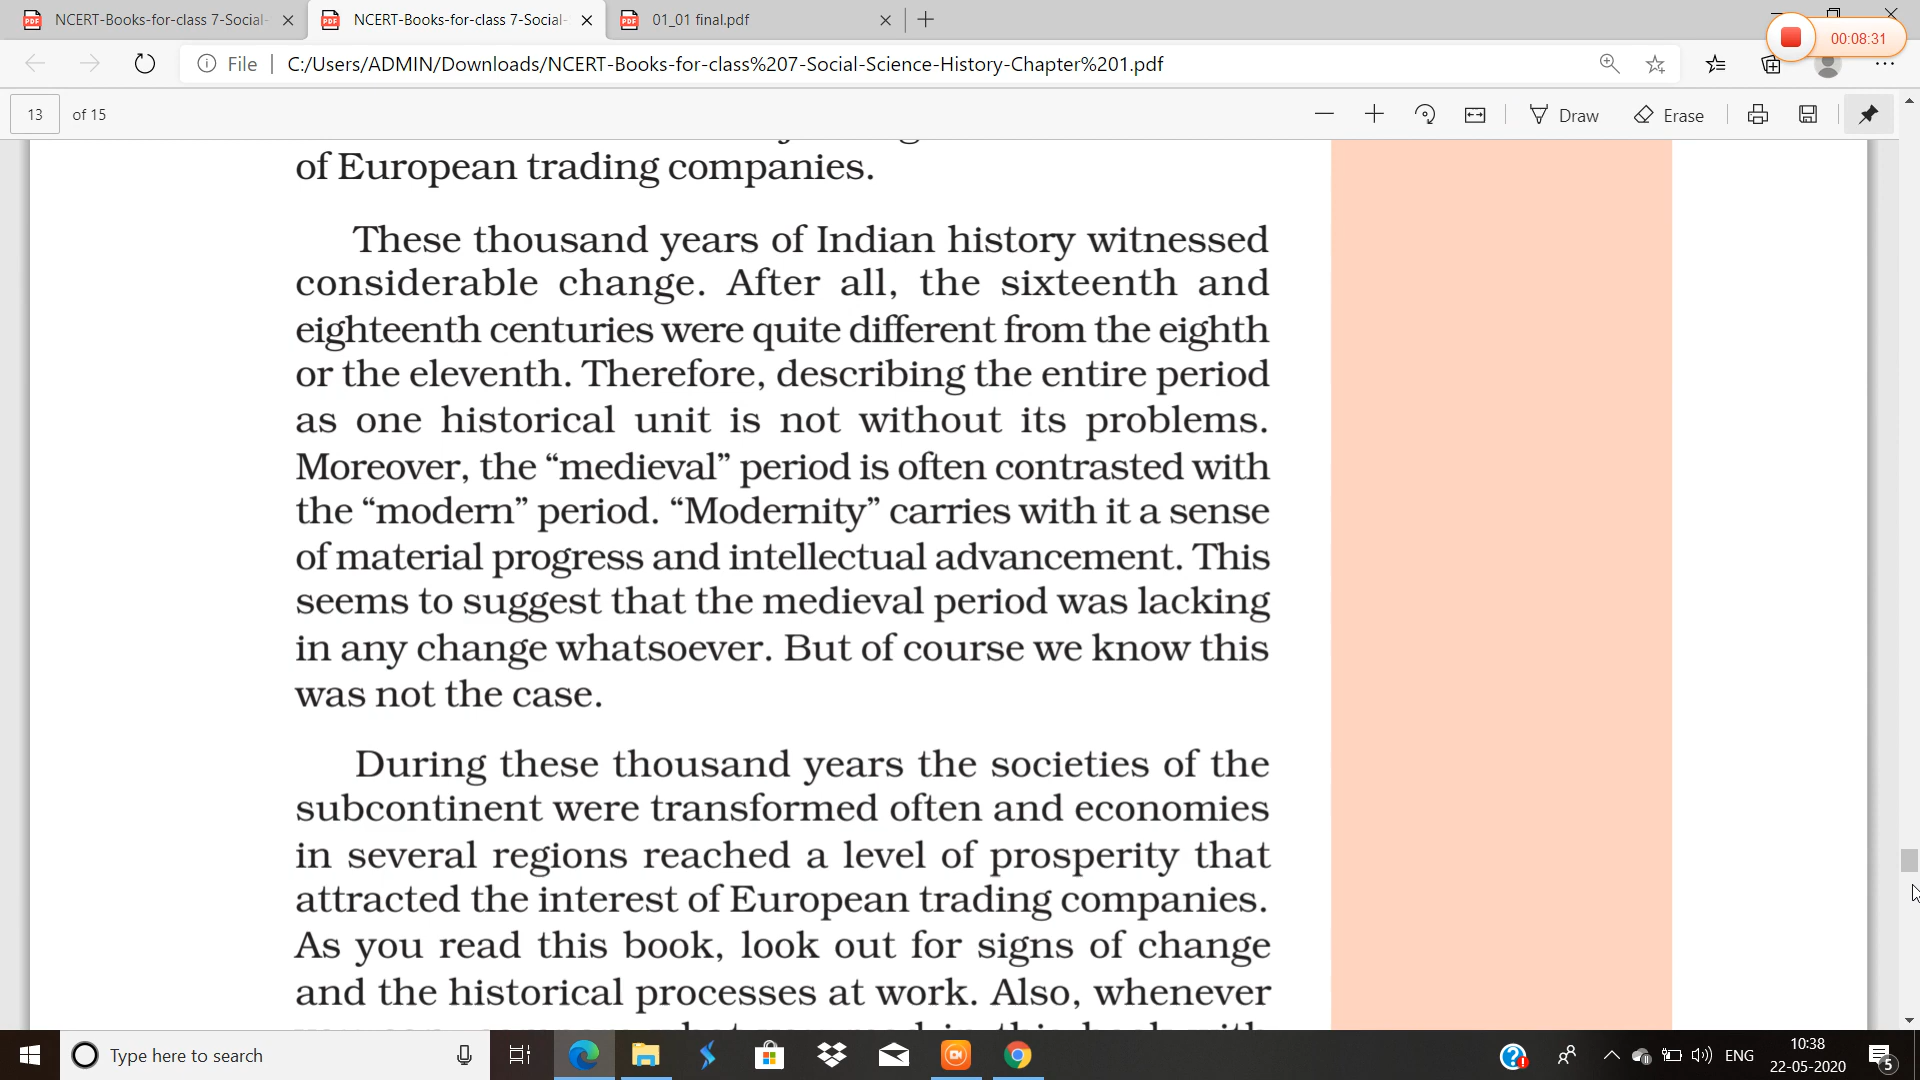 NCERT-Books-for-class 7-Social-
NCERT-Books-for-class 7-Social-
01_01 final.pdf
00:08:31
File
C:/Users/ADMIN/Downloads/NCERT-Books-for-class%207-Social-Science-History-Chapter%201.pdf
13 of 15
Draw
Erase
of European trading companies.
These thousand years of Indian history witnessed
considerable change. After all, the sixteenth and
eighteenth centuries were quite different from the eighth
or the eleventh. Therefore, describing the entire period
as one historical unit is not without its problems.
Moreover, the “medieval” period is often contrasted with
the “modern” period. “Modernity” carries with it a sense
of material progress and intellectual advancement. This
seems to suggest that the medieval period was lacking
in any change whatsoever. But of course we know this
was not the case.
During these thousand years the societies of the
subcontinent were transformed often and economies
in several regions reached a level of prosperity that
attracted the interest of European trading companies.
As you read this book, look out for signs of change
and the historical processes at work. Also, whenever
Type here to search
ENG
10:38
22-05-2020
5